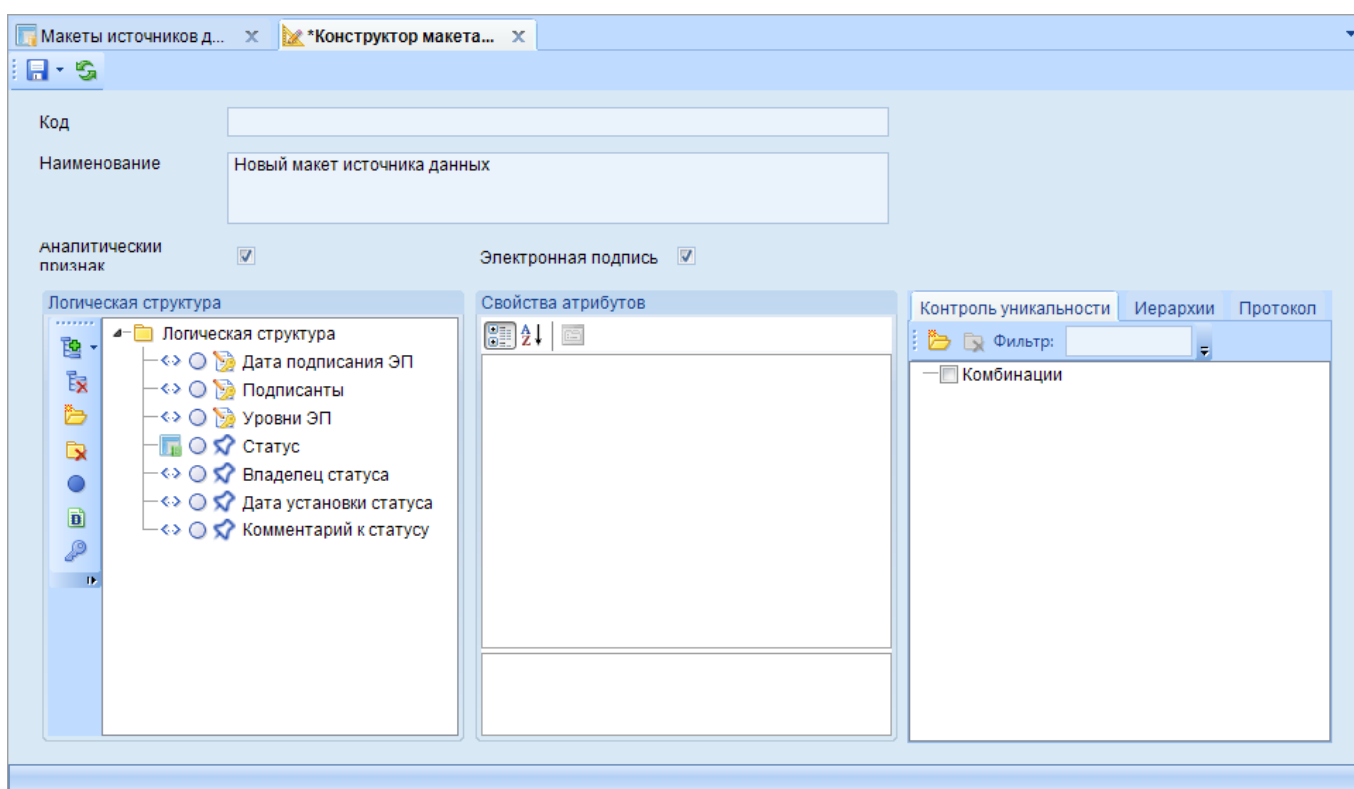 Макеты источников д...
*Конструктор макета...
Код
Наименование
Новый макет источника данных
Аналитический
признак
Электронная подпись
Логическая структура
Логическая структура
Дата подписания ЭП
Подписанты
Уровни ЭП
Статус
Владелец статуса
Дата установки статуса
Комментарий к статусу
Свойства атрибутов
Контроль уникальности
Иерархии
Протокол
Фильтр:
Комбинации